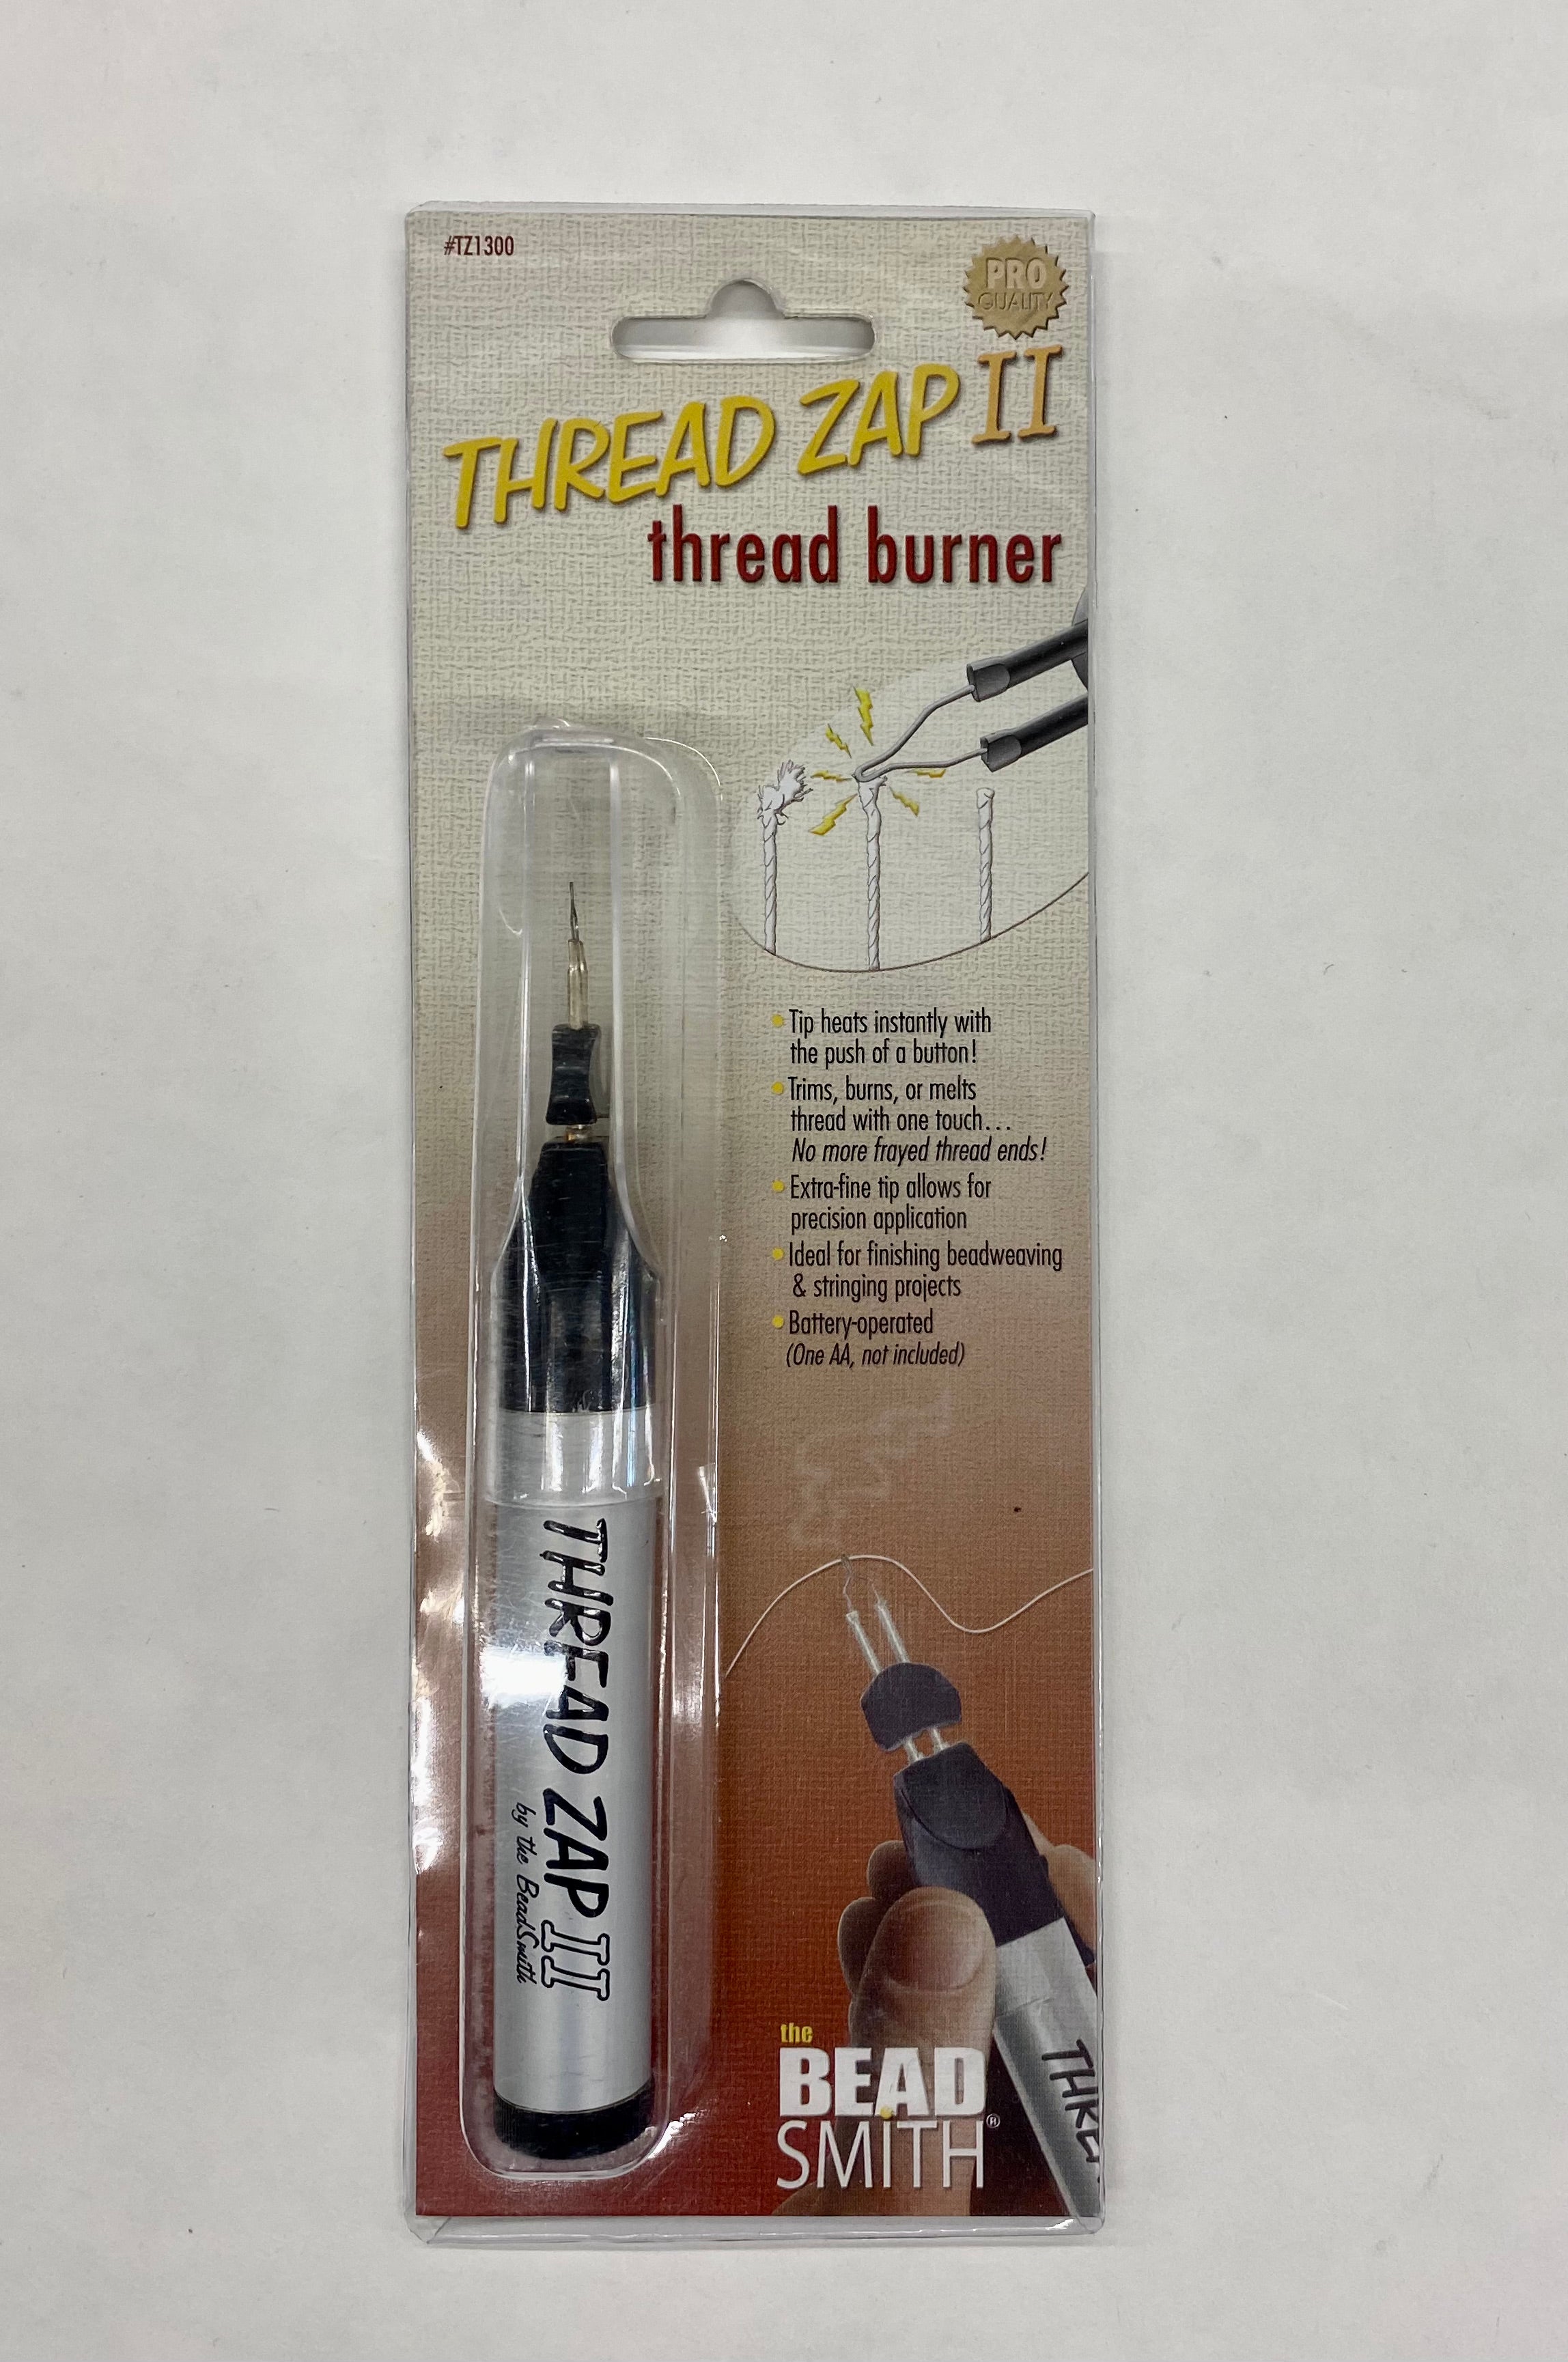 #TZ1300
PRO
QUALITY
THREAD ZAP II
thread burner
• Tip heats instantly with
the push of a button!
• Trims, burns, or melts
thread with one touch...
No more frayed thread ends!
• Extra-fine tip allows for
precision application
• Ideal for finishing beadweaving
& stringing projects
• Battery-operated
(One AA, not included)
THREAD ZAP II
by the BeadSmith
the
BEAD
SMITH®